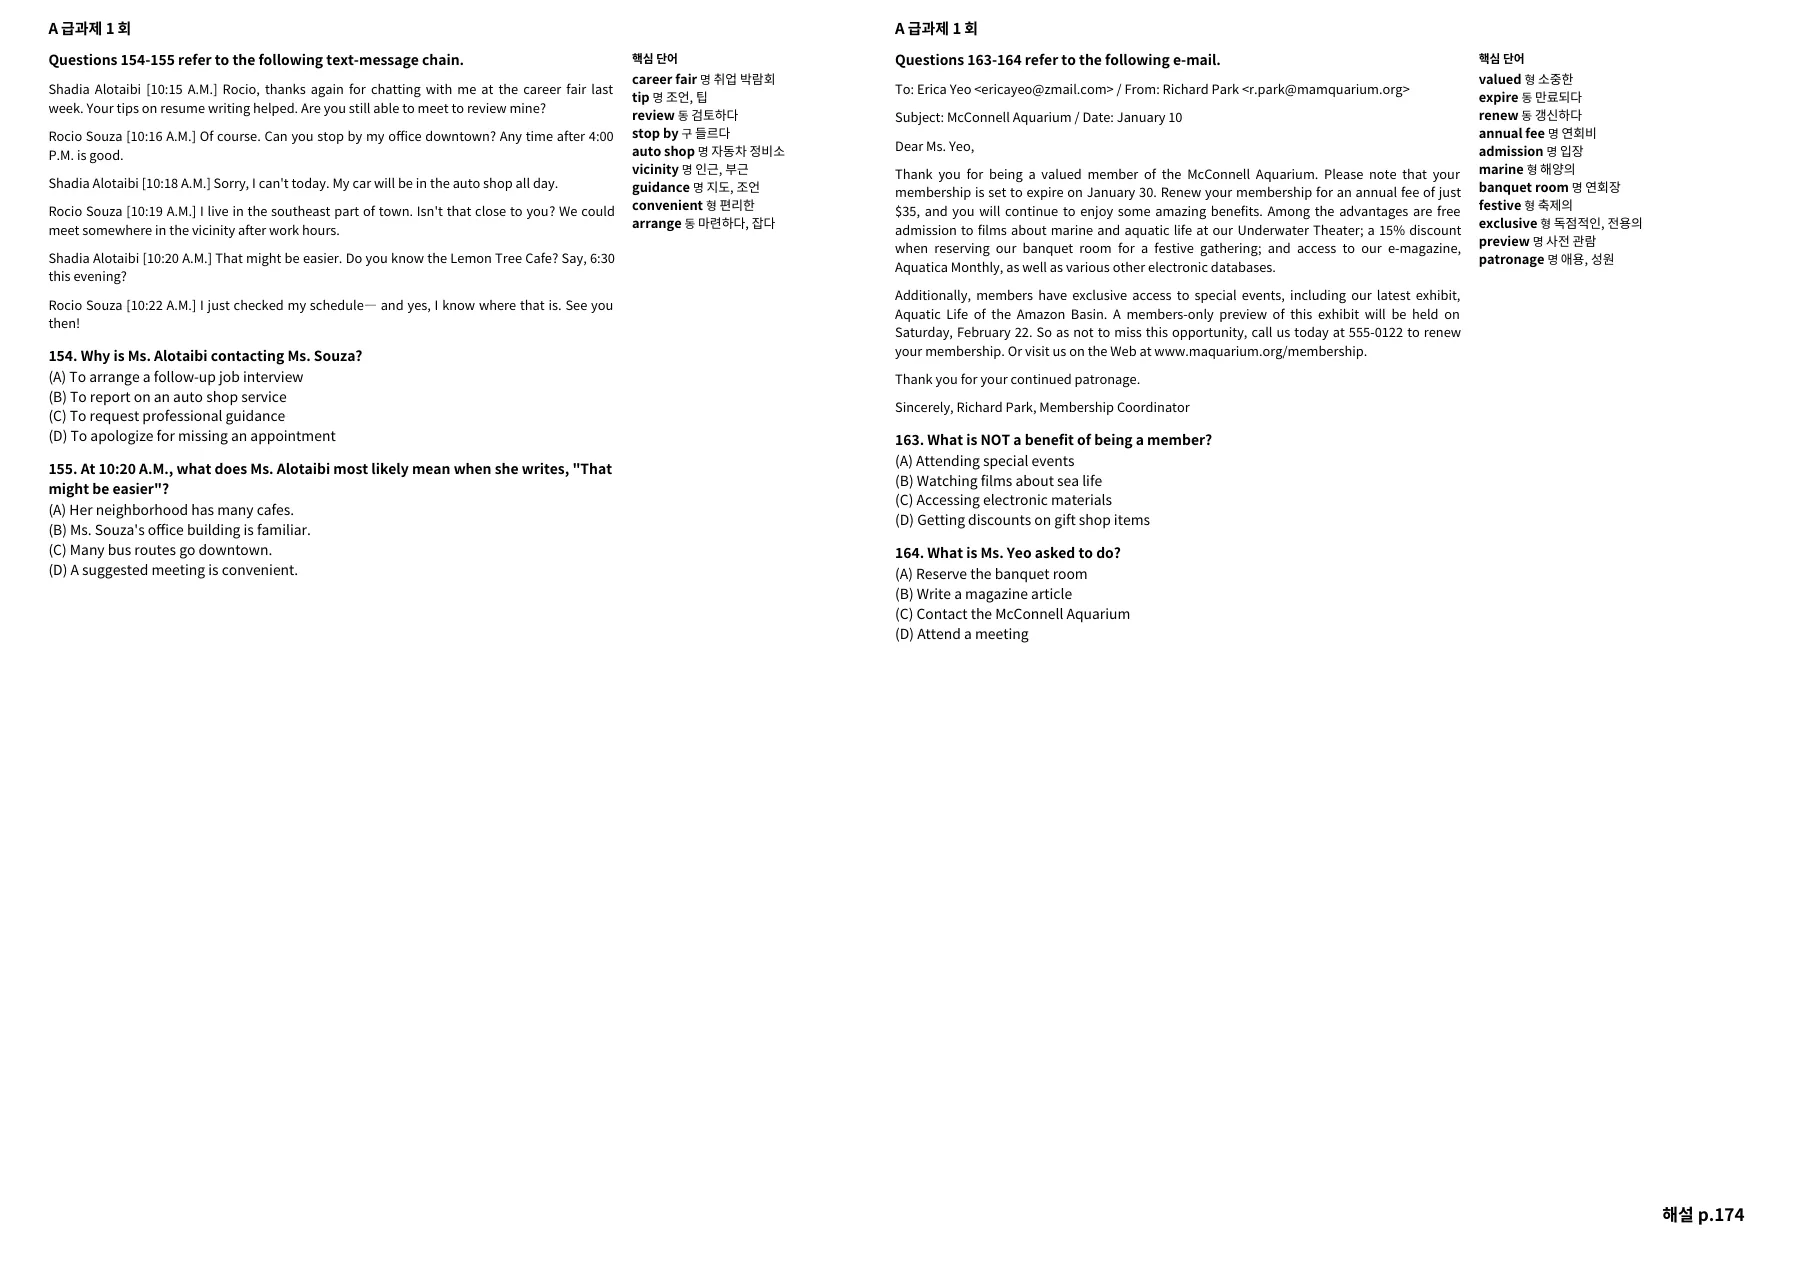 A 급과제 1 회
Questions 154-155 refer to the following text-message chain.
Shadia Alotaibi [10:15 A.M.] Rocio, thanks again for chatting with me at the career fair last
week. Your tips on resume writing helped. Are you still able to meet to review mine?
Rocio Souza [10:16 A.M.] Of course. Can you stop by my office downtown? Any time after 4:00
P.M. is good.
Shadia Alotaibi [10:18 A.M.] Sorry, I can't today. My car will be in the auto shop all day.
Rocio Souza [10:19 A.M.] I live in the southeast part of town. Isn't that close to you? We could
meet somewhere in the vicinity after work hours.
Shadia Alotaibi [10:20 A.M.] That might be easier. Do you know the Lemon Tree Cafe? Say, 6:30
this evening?
Rocio Souza [10:22 A.M.] I just checked my schedule— and yes, I know where that is. See you
then!
154. Why is Ms. Alotaibi contacting Ms. Souza?
(A) To arrange a follow-up job interview
(B) To report on an auto shop service
(C) To request professional guidance
(D) To apologize for missing an appointment
155. At 10:20 A.M., what does Ms. Alotaibi most likely mean when she writes, "That
might be easier"?
(A) Her neighborhood has many cafes.
(B) Ms. Souza's office building is familiar.
(C) Many bus routes go downtown.
(D) A suggested meeting is convenient.
핵심 단어
career fair 명 취업 박람회
tip 명 조언, 팁
review 동 검토하다
stop by 구 들르다
auto shop 명 자동차 정비소
vicinity 명 인근, 부근
guidance 명 지도, 조언
convenient 형 편리한
arrange 동 마련하다, 잡다
A 급과제 1 회
Questions 163-164 refer to the following e-mail.
To: Erica Yeo <ericayeo@zmail.com> / From: Richard Park <r.park@mamquarium.org>
Subject: McConnell Aquarium / Date: January 10
Dear Ms. Yeo,
Thank you for being a valued member of the McConnell Aquarium. Please note that your
membership is set to expire on January 30. Renew your membership for an annual fee of just
$35, and you will continue to enjoy some amazing benefits. Among the advantages are free
admission to films about marine and aquatic life at our Underwater Theater; a 15% discount
when reserving our banquet room for a festive gathering; and access to our e-magazine,
Aquatica Monthly, as well as various other electronic databases.
Additionally, members have exclusive access to special events, including our latest exhibit,
Aquatic Life of the Amazon Basin. A members-only preview of this exhibit will be held on
Saturday, February 22. So as not to miss this opportunity, call us today at 555-0122 to renew
your membership. Or visit us on the Web at www.maquarium.org/membership.
Thank you for your continued patronage.
Sincerely, Richard Park, Membership Coordinator
163. What is NOT a benefit of being a member?
(A) Attending special events
(B) Watching films about sea life
(C) Accessing electronic materials
(D) Getting discounts on gift shop items
164. What is Ms. Yeo asked to do?
(A) Reserve the banquet room
(B) Write a magazine article
(C) Contact the McConnell Aquarium
(D) Attend a meeting
핵심 단어
valued 형 소중한
expire 동 만료되다
renew 동 갱신하다
annual fee 명 연회비
admission 명 입장
marine 형 해양의
banquet room 명 연회장
festive 형 축제의
exclusive 형 독점적인, 전용의
preview 명 사전 관람
patronage 명 애용, 성원
해설 p.174